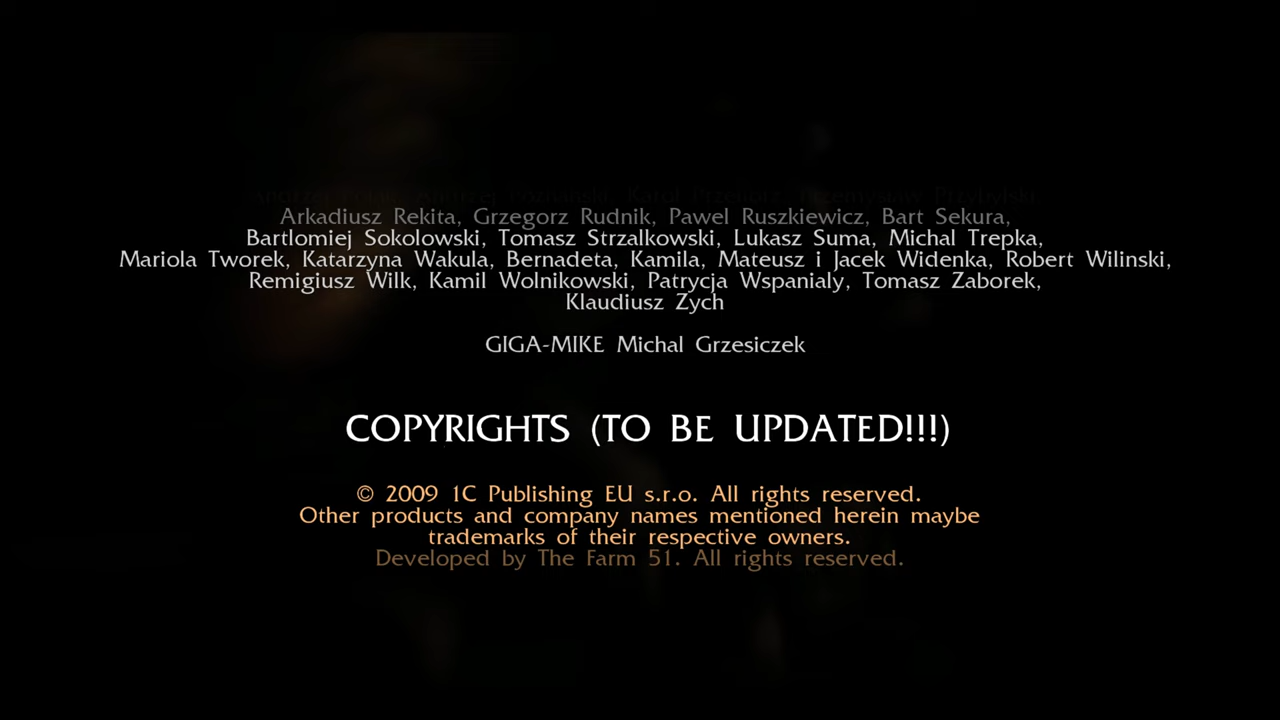 Arkadiusz Rekita, Grzegorz Rudnik, Pawel Ruszkiewicz, Bart Sekura,
Bartlomiej Sokolowski, Tomasz Strzalkowski, Lukasz Suma, Michal Trepka,
Mariola Tworek, Katarzyna Wakula, Bernadeta, Kamila, Mateusz i Jacek Widenka, Robert Wilinski,
Remigiusz Wilk, Kamil Wolnikowski, Patrycja Wspanialy, Tomasz Zaborek,
Klaudiusz Zych
GIGA-MIKE Michal Grzesiczek
COPYRIGHTS (TO BE UPDATED!!!)
© 2009 1C Publishing EU s.r.o. All rights reserved.
Other products and company names mentioned herein maybe
trademarks of their respective owners.
Developed by The Farm 51. All rights reserved.